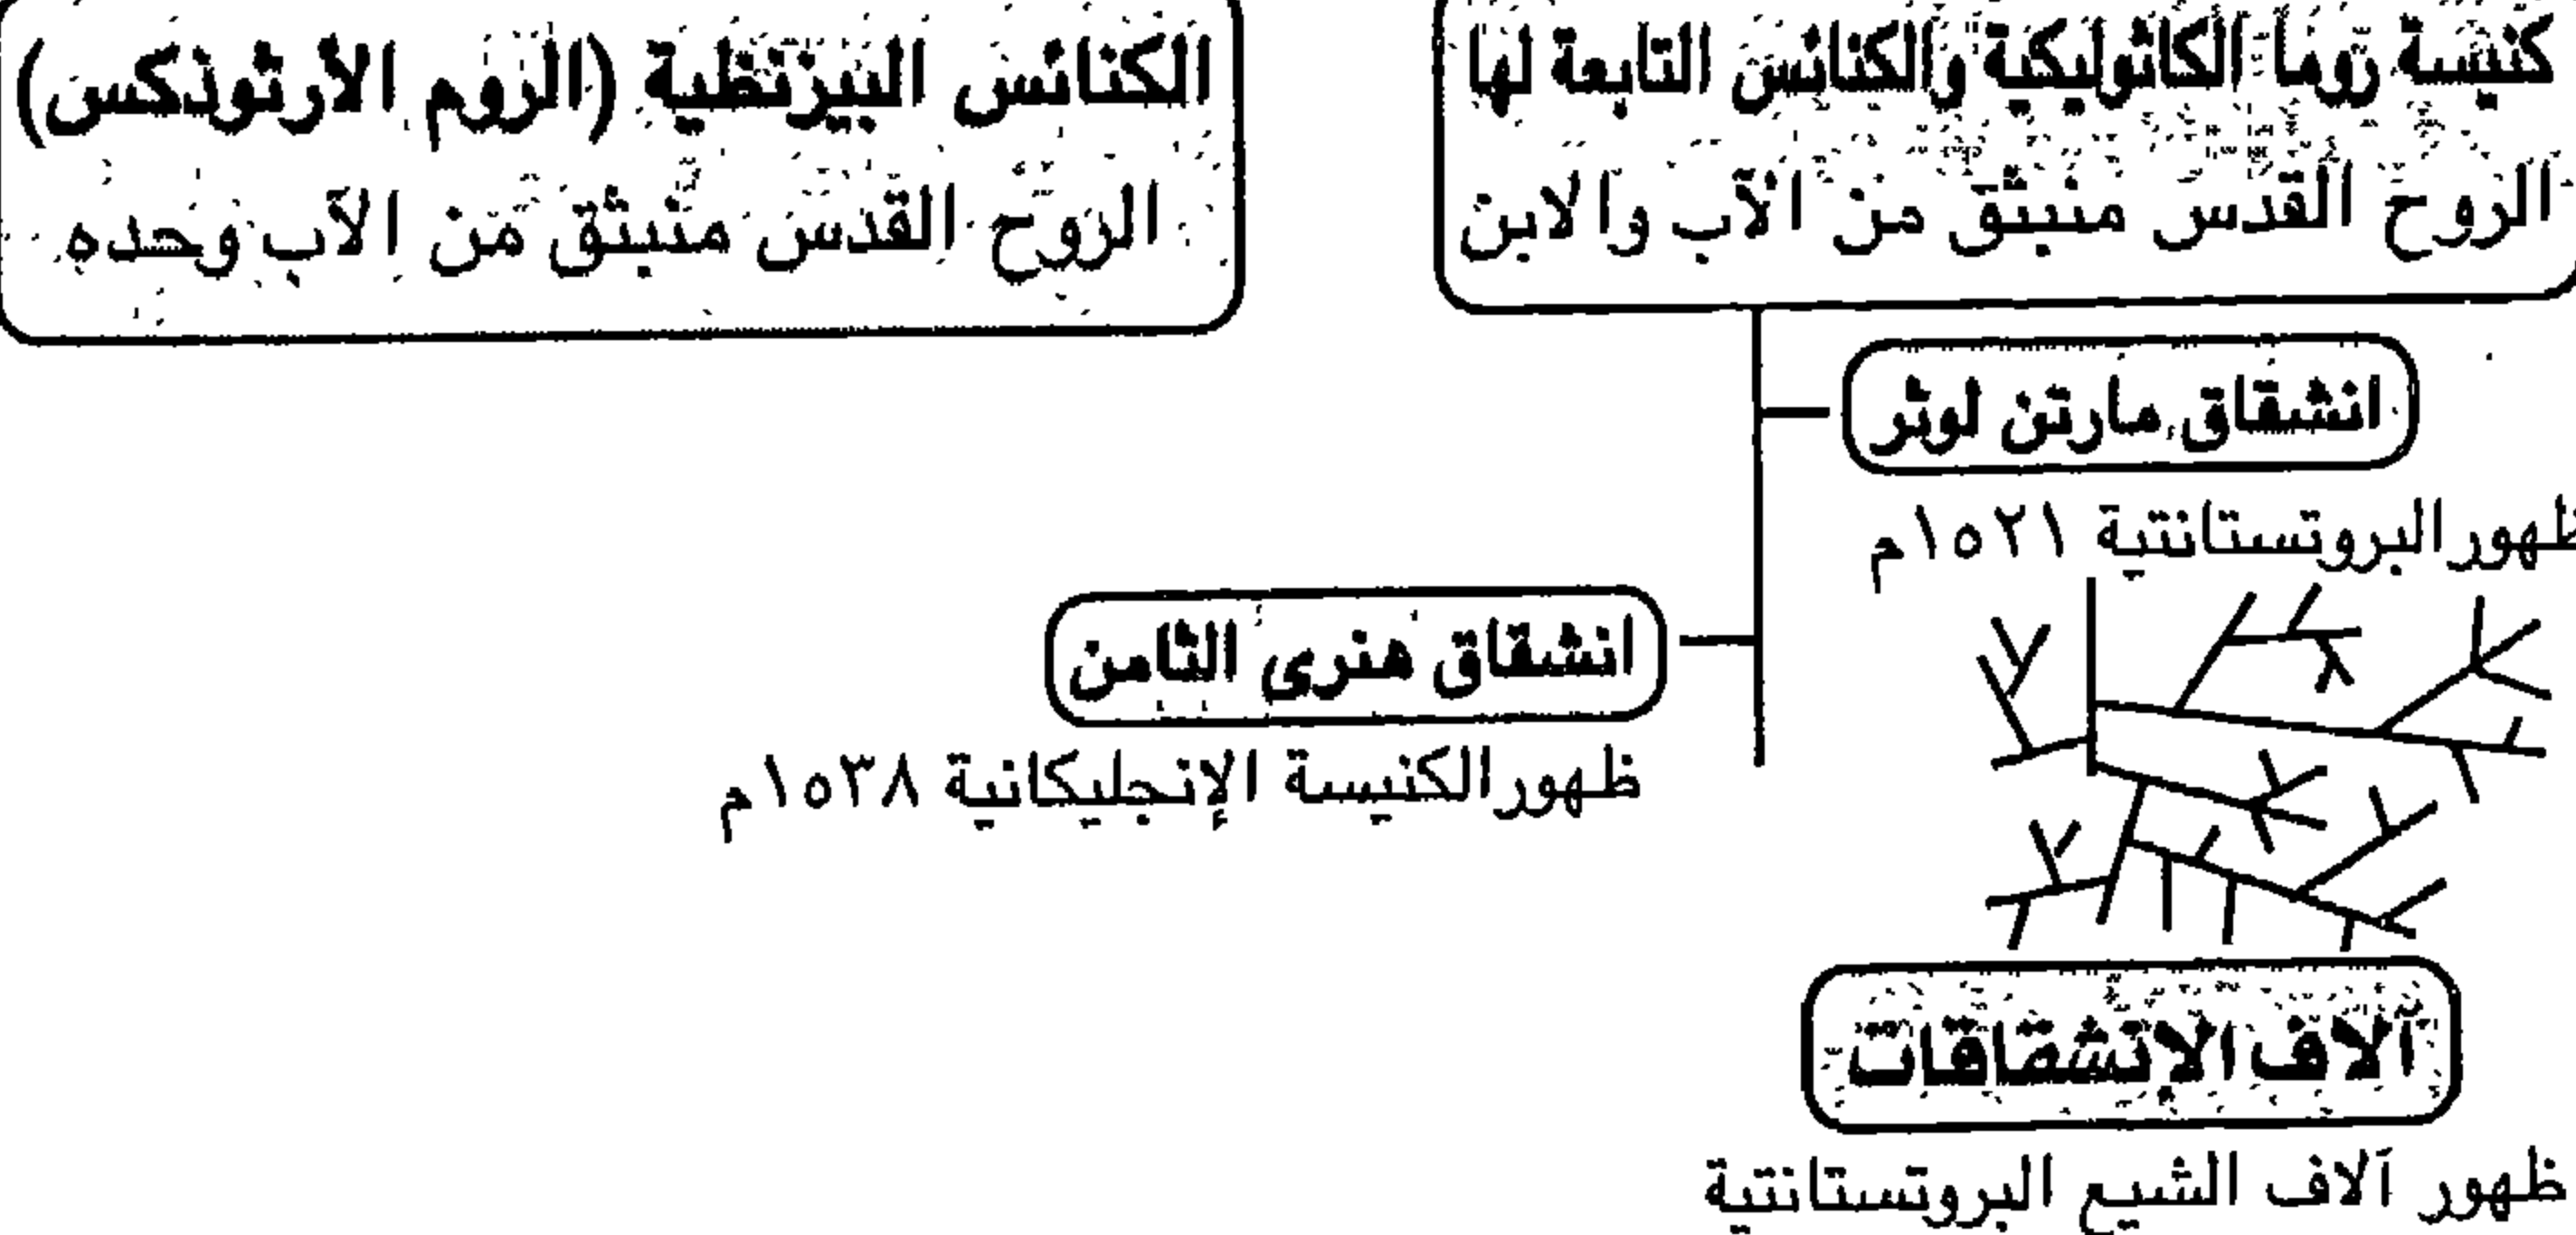 كنيسة روما الكاثوليكية والكنائس التابعة لها
الروح القدس منبثق من الآب والابن
الكنائس البيزنطية (الروم الأرثوذكس)
الروح القدس منبثق من الآب وحده
انشقاق مارتن لوثر
ظهور البروتستانتية ١٥٢١م
انشقاق هنرى الثامن
ظهور الكنيسة الإنجليكانية ١٥٣٨م
آلاف الانشقاقات
ظهور آلاف الشيع البروتستانتية